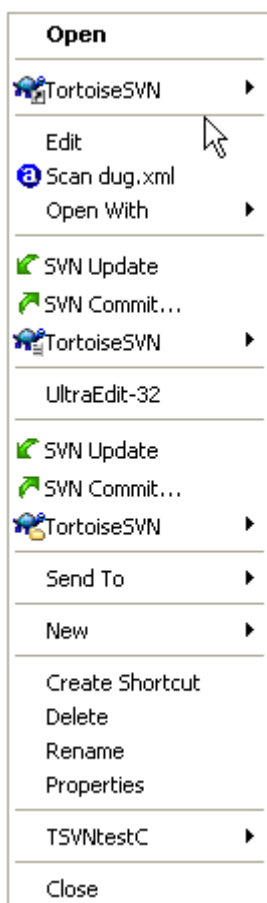 Open
TortoiseSVN
Edit
Scan dug.xml
Open With
SVN Update
SVN Commit...
TortoiseSVN
UltraEdit-32
SVN Update
SVN Commit...
TortoiseSVN
Send To
New
Create Shortcut
Delete
Rename
Properties
TSVNtestC
Close